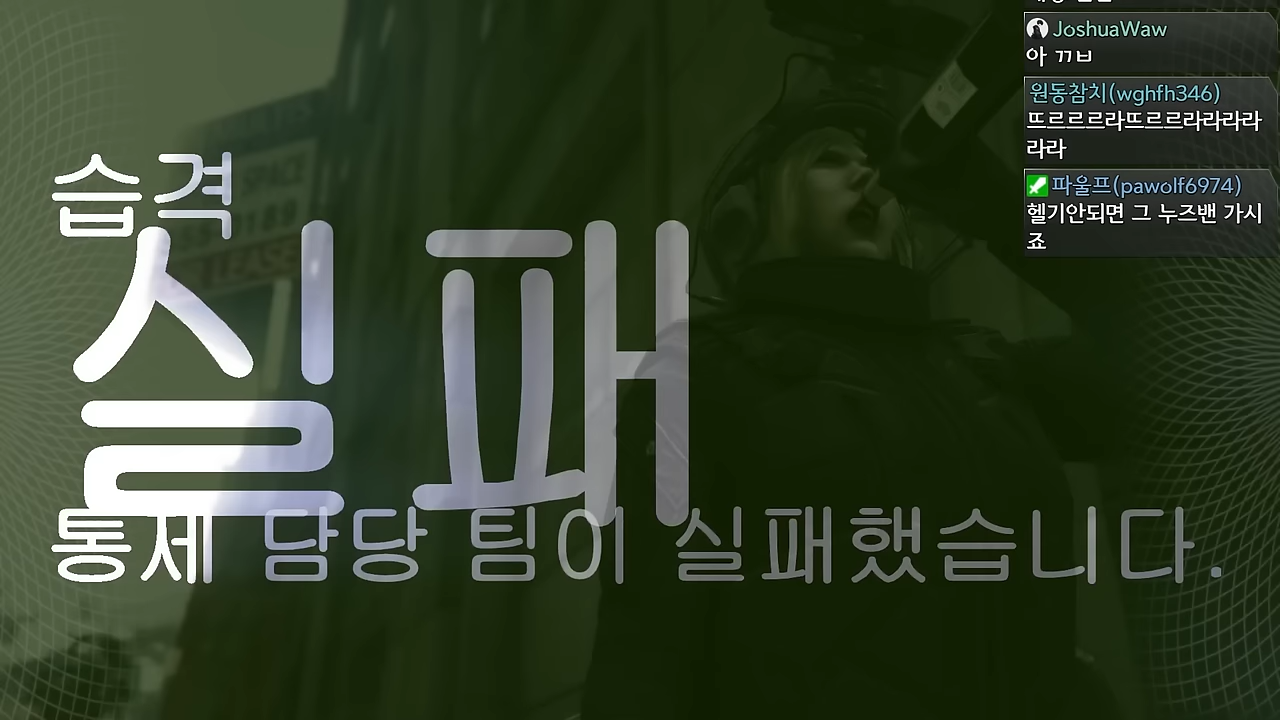 습격
실패
통제 담당 팀이 실패했습니다.
JoshuaWaw
아 ㄲㅂ
원동참치(wghfh346)
뜨르르르라뜨르르라라라라
라라
파울프(pawolf6974)
헬기안되면 그 누즈밴 가시
죠